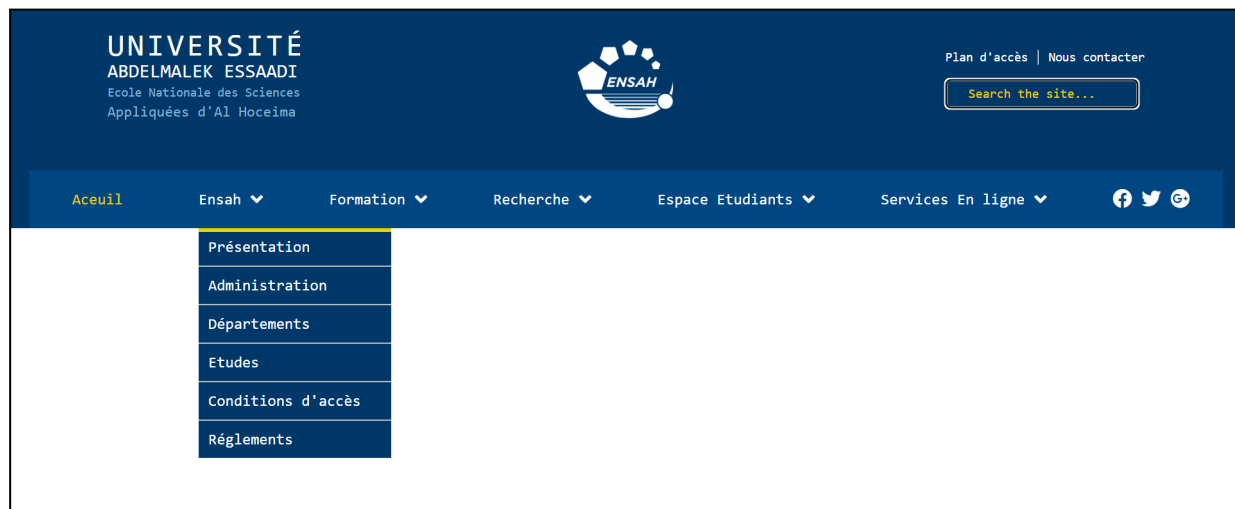 UNIVERSITÉ
ABDELMALEK ESSAADI
Ecole Nationale des Sciences
Appliquées d'Al Hoceima
ENSAH
Plan d'accès | Nous contacter
Search the site...
Aceuil Ensah Formation Recherche Espace Etudiants Services En ligne
Présentation
Administration
Départements
Etudes
Conditions d'accès
Réglements